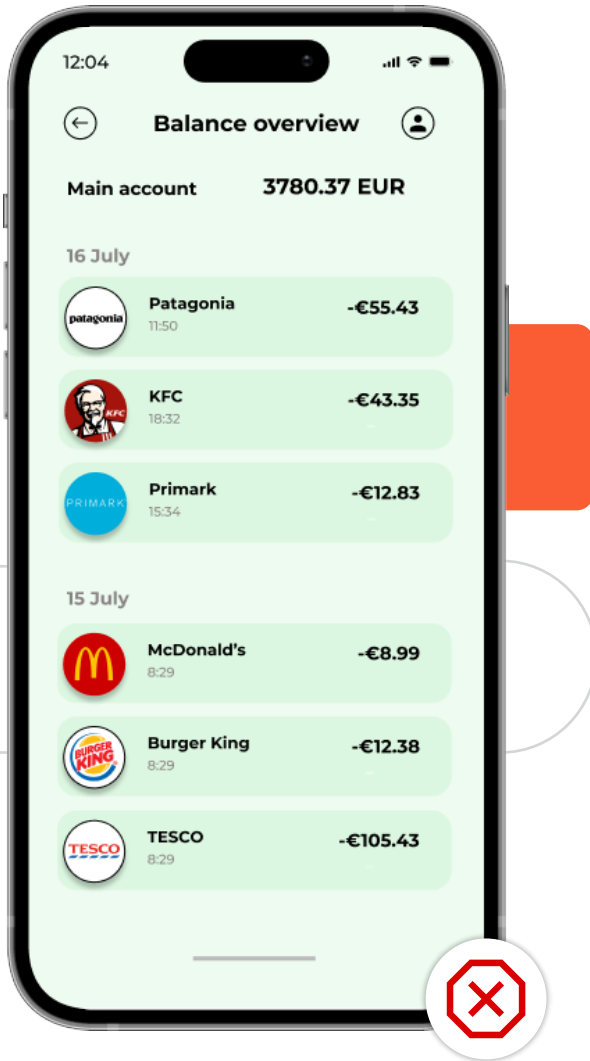 12:04
Balance overview
Main account 3780.37 EUR
16 July
patagonia
Patagonia -€55.43
11:50
KFC
KFC -€43.35
18:32
PRIMARK
Primark -€12.83
15:34
15 July
McDonald's -€8.99
8:29
BURGER
KING
Burger King -€12.38
8:29
TESCO
TESCO -€105.43
8:29